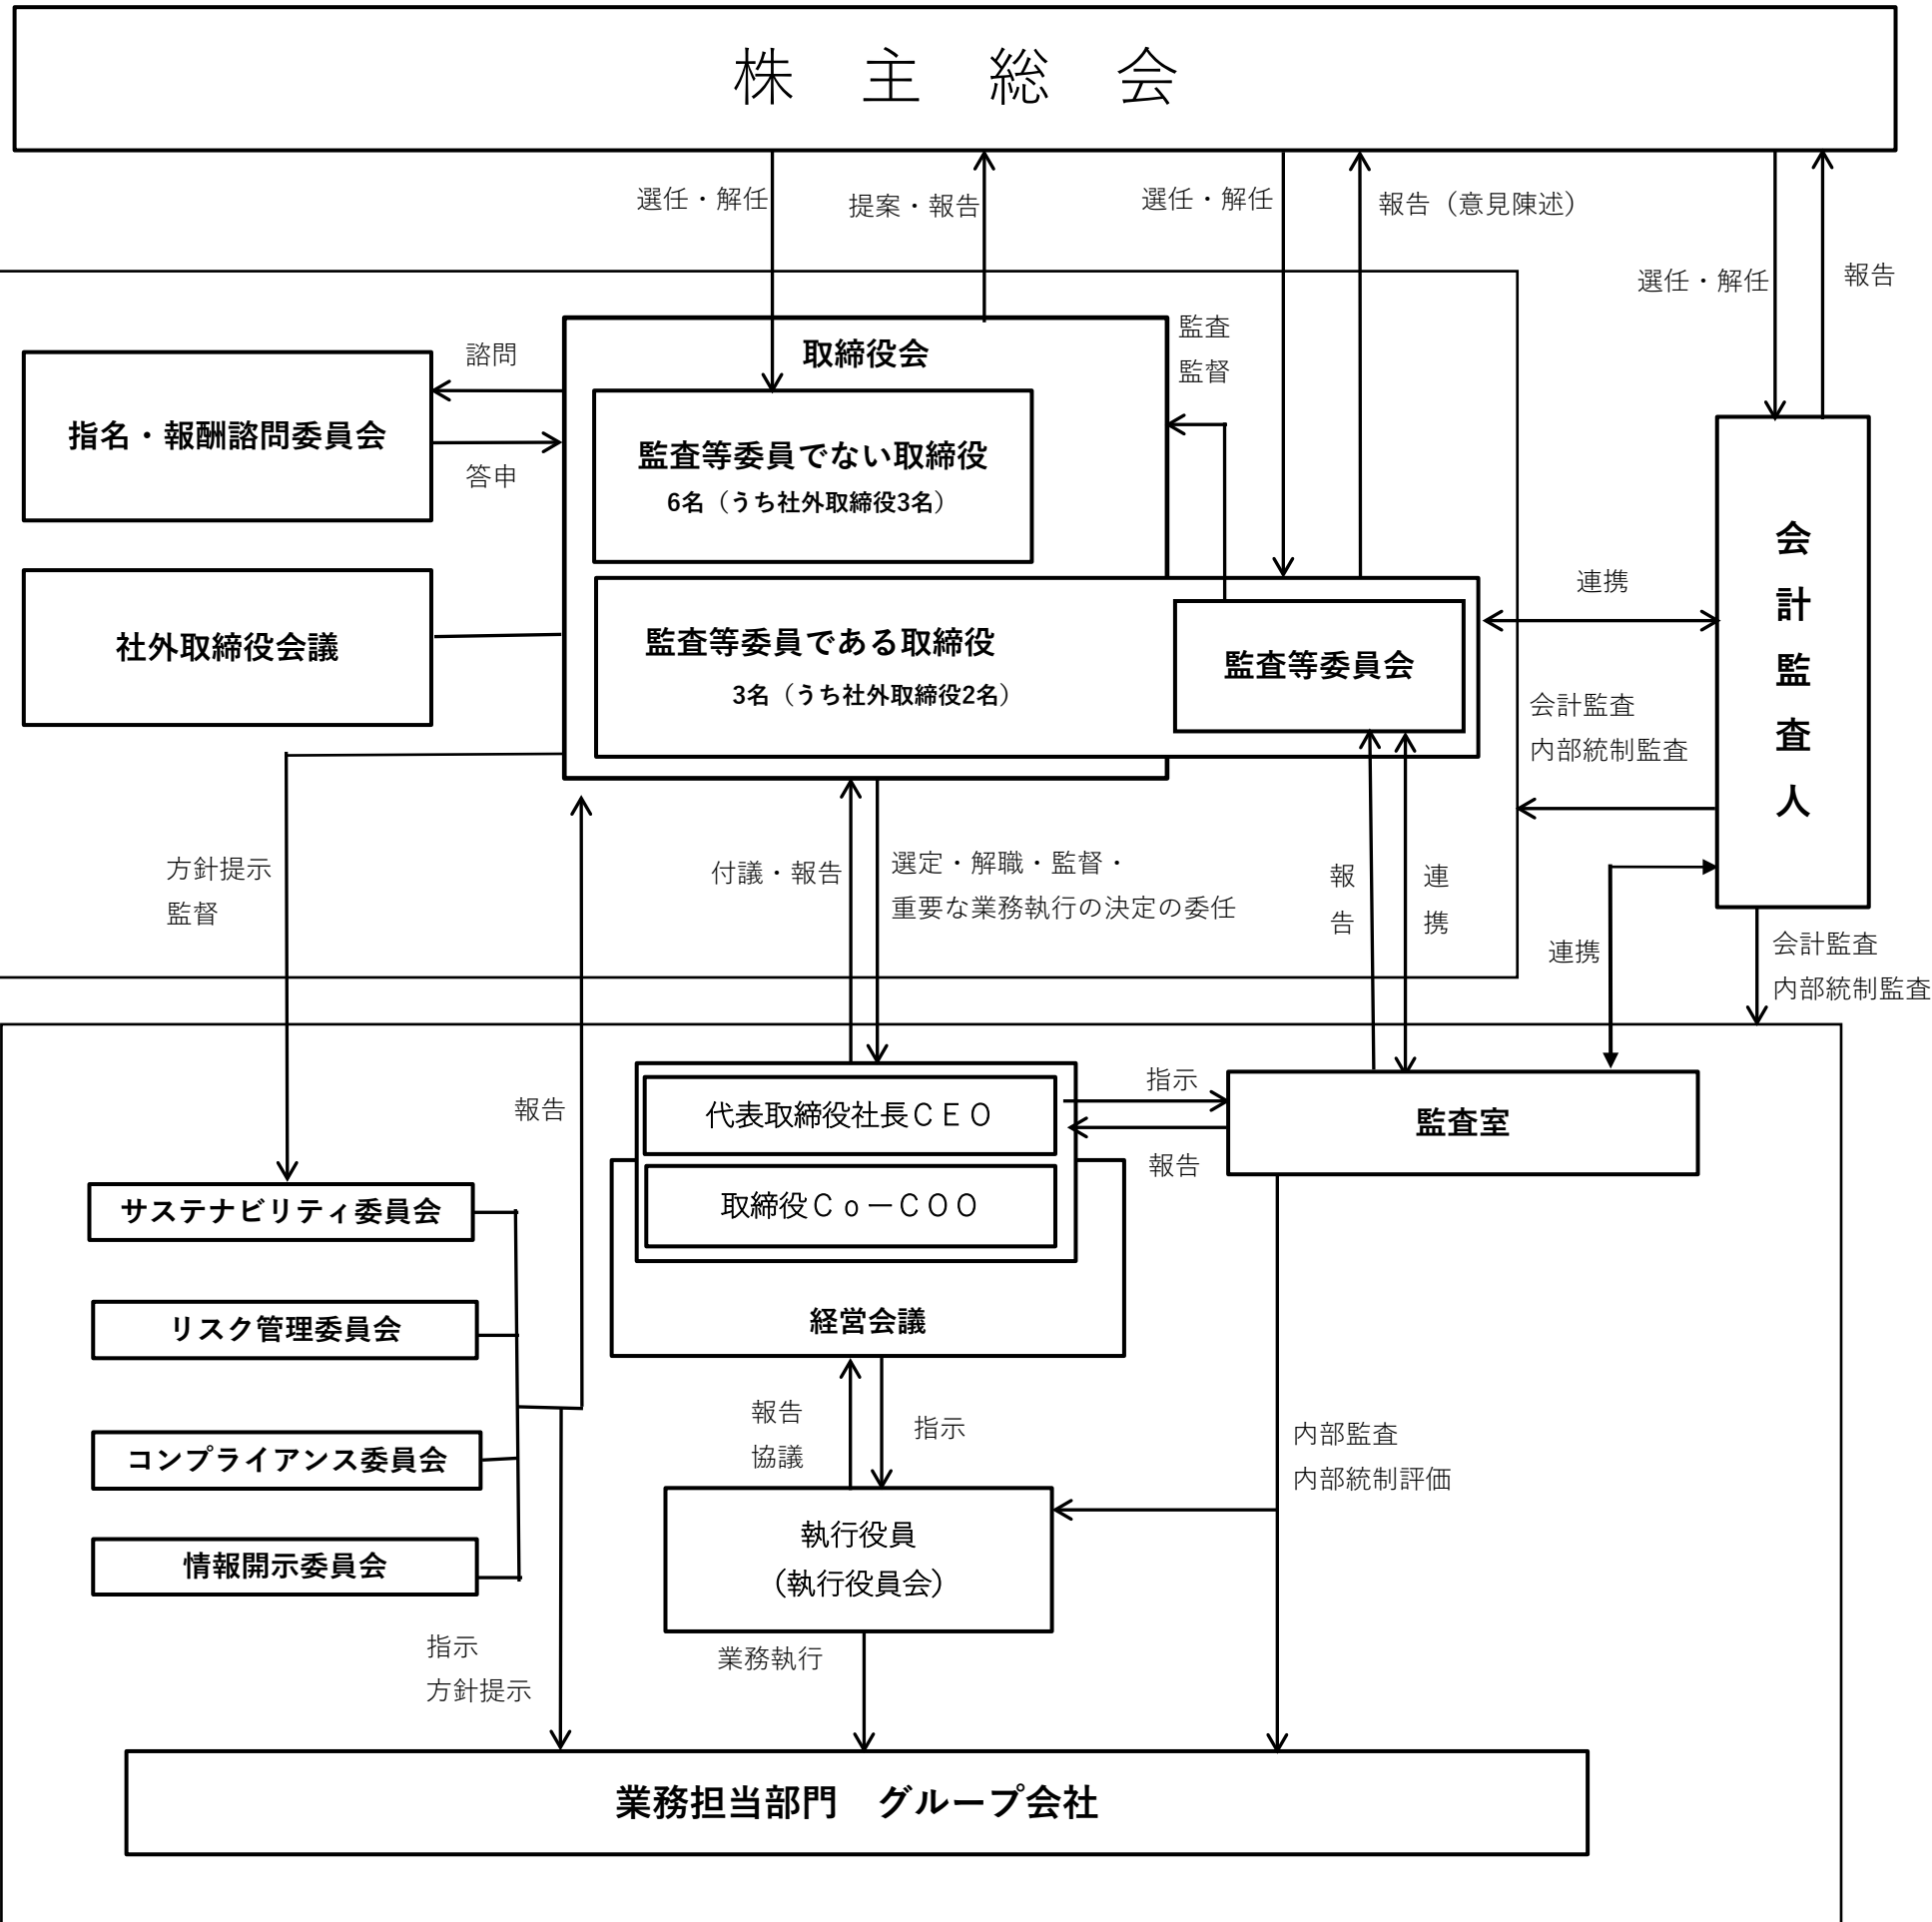 株 主 総 会
選任・解任
提案・報告
選任・解任
報告（意見陳述）
選任・解任
報告
取締役会
監査
監督
諮問
指名・報酬諮問委員会
答申
監査等委員でない取締役
6名（うち社外取締役3名）
会計監査人
連携
社外取締役会議
監査等委員である取締役
3名（うち社外取締役2名）
監査等委員会
会計監査
内部統制監査
方針提示
監督
付議・報告
選定・解職・監督・
重要な業務執行の決定の委任
報告
連携
連携
会計監査
内部統制監査
報告
代表取締役社長ＣＥＯ
指示
監査室
報告
取締役Ｃｏ－ＣＯＯ
経営会議
サステナビリティ委員会
リスク管理委員会
コンプライアンス委員会
情報開示委員会
報告
協議
指示
内部監査
内部統制評価
執行役員
（執行役員会）
指示
方針提示
業務執行
業務担当部門　グループ会社